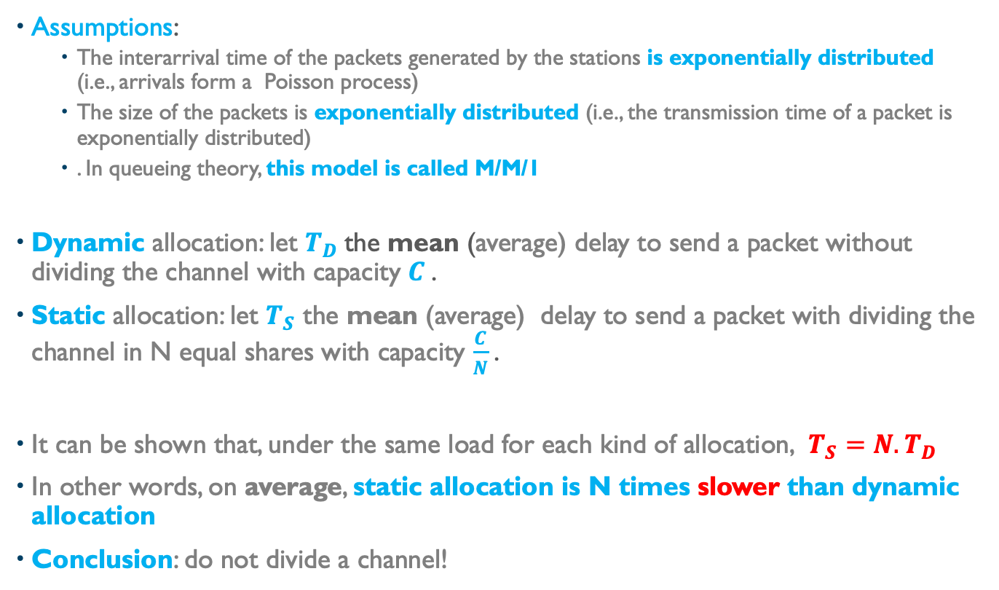 • Assumptions:
• The interarrival time of the packets generated by the stations is exponentially distributed
(i.e., arrivals form a  Poisson process)
• The size of the packets is exponentially distributed (i.e., the transmission time of a packet is
exponentially distributed)
• . In queueing theory, this model is called M/M/1
• Dynamic allocation: let T_D the mean (average) delay to send a packet without
dividing the channel with capacity C .
• Static allocation: let T_S the mean (average)  delay to send a packet with dividing the
channel in N equal shares with capacity C/N .
• It can be shown that, under the same load for each kind of allocation,  T_S = N. T_D
• In other words, on average, static allocation is N times slower than dynamic
allocation
• Conclusion: do not divide a channel!